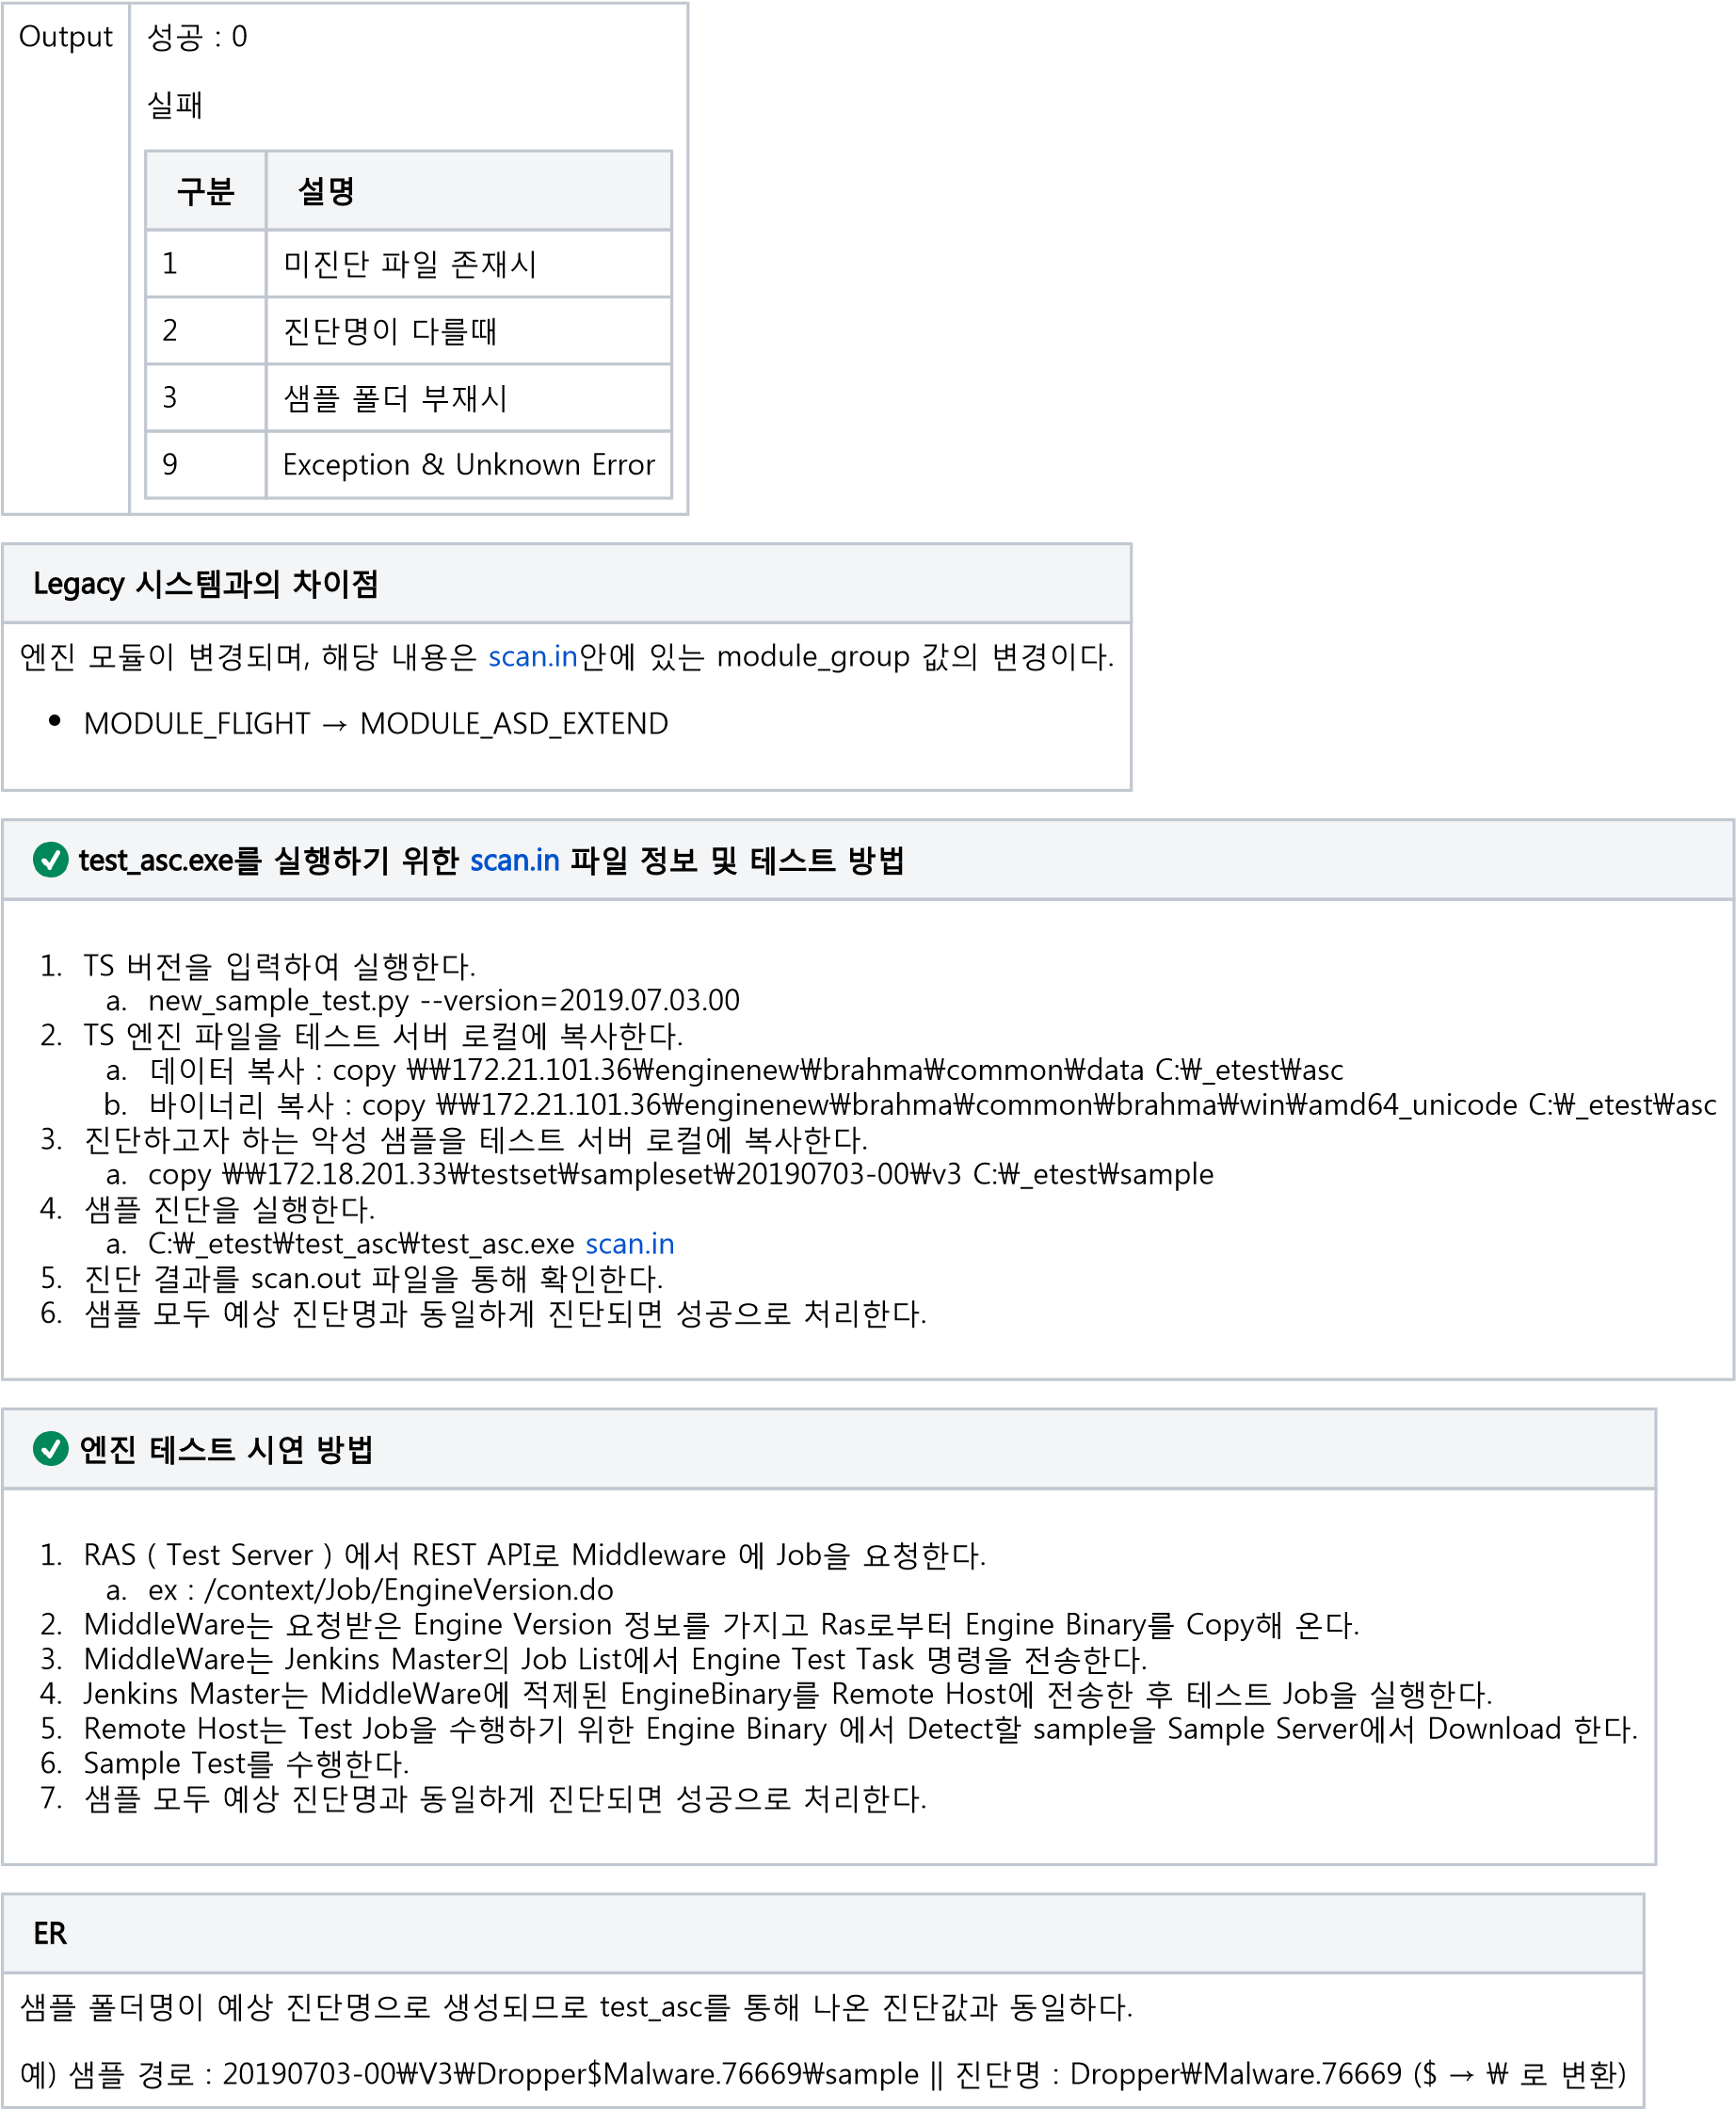 Output 성공 : 0
실패
구분 설명
1 미진단 파일 존재시
2 진단명이 다를때
3 샘플 폴더 부재시
9 Exception & Unknown Error
Legacy 시스템과의 차이점
엔진 모듈이 변경되며, 해당 내용은 scan.in안에 있는 module_group 값의 변경이다.
• MODULE_FLIGHT → MODULE_ASD_EXTEND
test_asc.exe를 실행하기 위한 scan.in 파일 정보 및 테스트 방법
1. TS 버전을 입력하여 실행한다.
a. new_sample_test.py --version=2019.07.03.00
2. TS 엔진 파일을 테스트 서버 로컬에 복사한다.
a. 데이터 복사 : copy ₩₩172.21.101.36₩enginenew₩brahma₩common₩data C:₩_etest₩asc
b. 바이너리 복사 : copy ₩₩172.21.101.36₩enginenew₩brahma₩common₩brahma₩win₩amd64_unicode C:₩_etest₩asc
3. 진단하고자 하는 악성 샘플을 테스트 서버 로컬에 복사한다.
a. copy ₩₩172.18.201.33₩testset₩sampleset₩20190703-00₩v3 C:₩_etest₩sample
4. 샘플 진단을 실행한다.
a. C:₩_etest₩test_asc₩test_asc.exe scan.in
5. 진단 결과를 scan.out 파일을 통해 확인한다.
6. 샘플 모두 예상 진단명과 동일하게 진단되면 성공으로 처리한다.
엔진 테스트 시연 방법
1. RAS ( Test Server ) 에서 REST API로 Middleware 에 Job을 요청한다.
a. ex : /context/Job/EngineVersion.do
2. MiddleWare는 요청받은 Engine Version 정보를 가지고 Ras로부터 Engine Binary를 Copy해 온다.
3. MiddleWare는 Jenkins Master의 Job List에서 Engine Test Task 명령을 전송한다.
4. Jenkins Master는 MiddleWare에 적제된 EngineBinary를 Remote Host에 전송한 후 테스트 Job을 실행한다.
5. Remote Host는 Test Job을 수행하기 위한 Engine Binary 에서 Detect할 sample을 Sample Server에서 Download 한다.
6. Sample Test를 수행한다.
7. 샘플 모두 예상 진단명과 동일하게 진단되면 성공으로 처리한다.
ER
샘플 폴더명이 예상 진단명으로 생성되므로 test_asc를 통해 나온 진단값과 동일하다.
예) 샘플 경로 : 20190703-00₩V3₩Dropper$Malware.76669₩sample || 진단명 : Dropper₩Malware.76669 ($ → ₩ 로 변환)